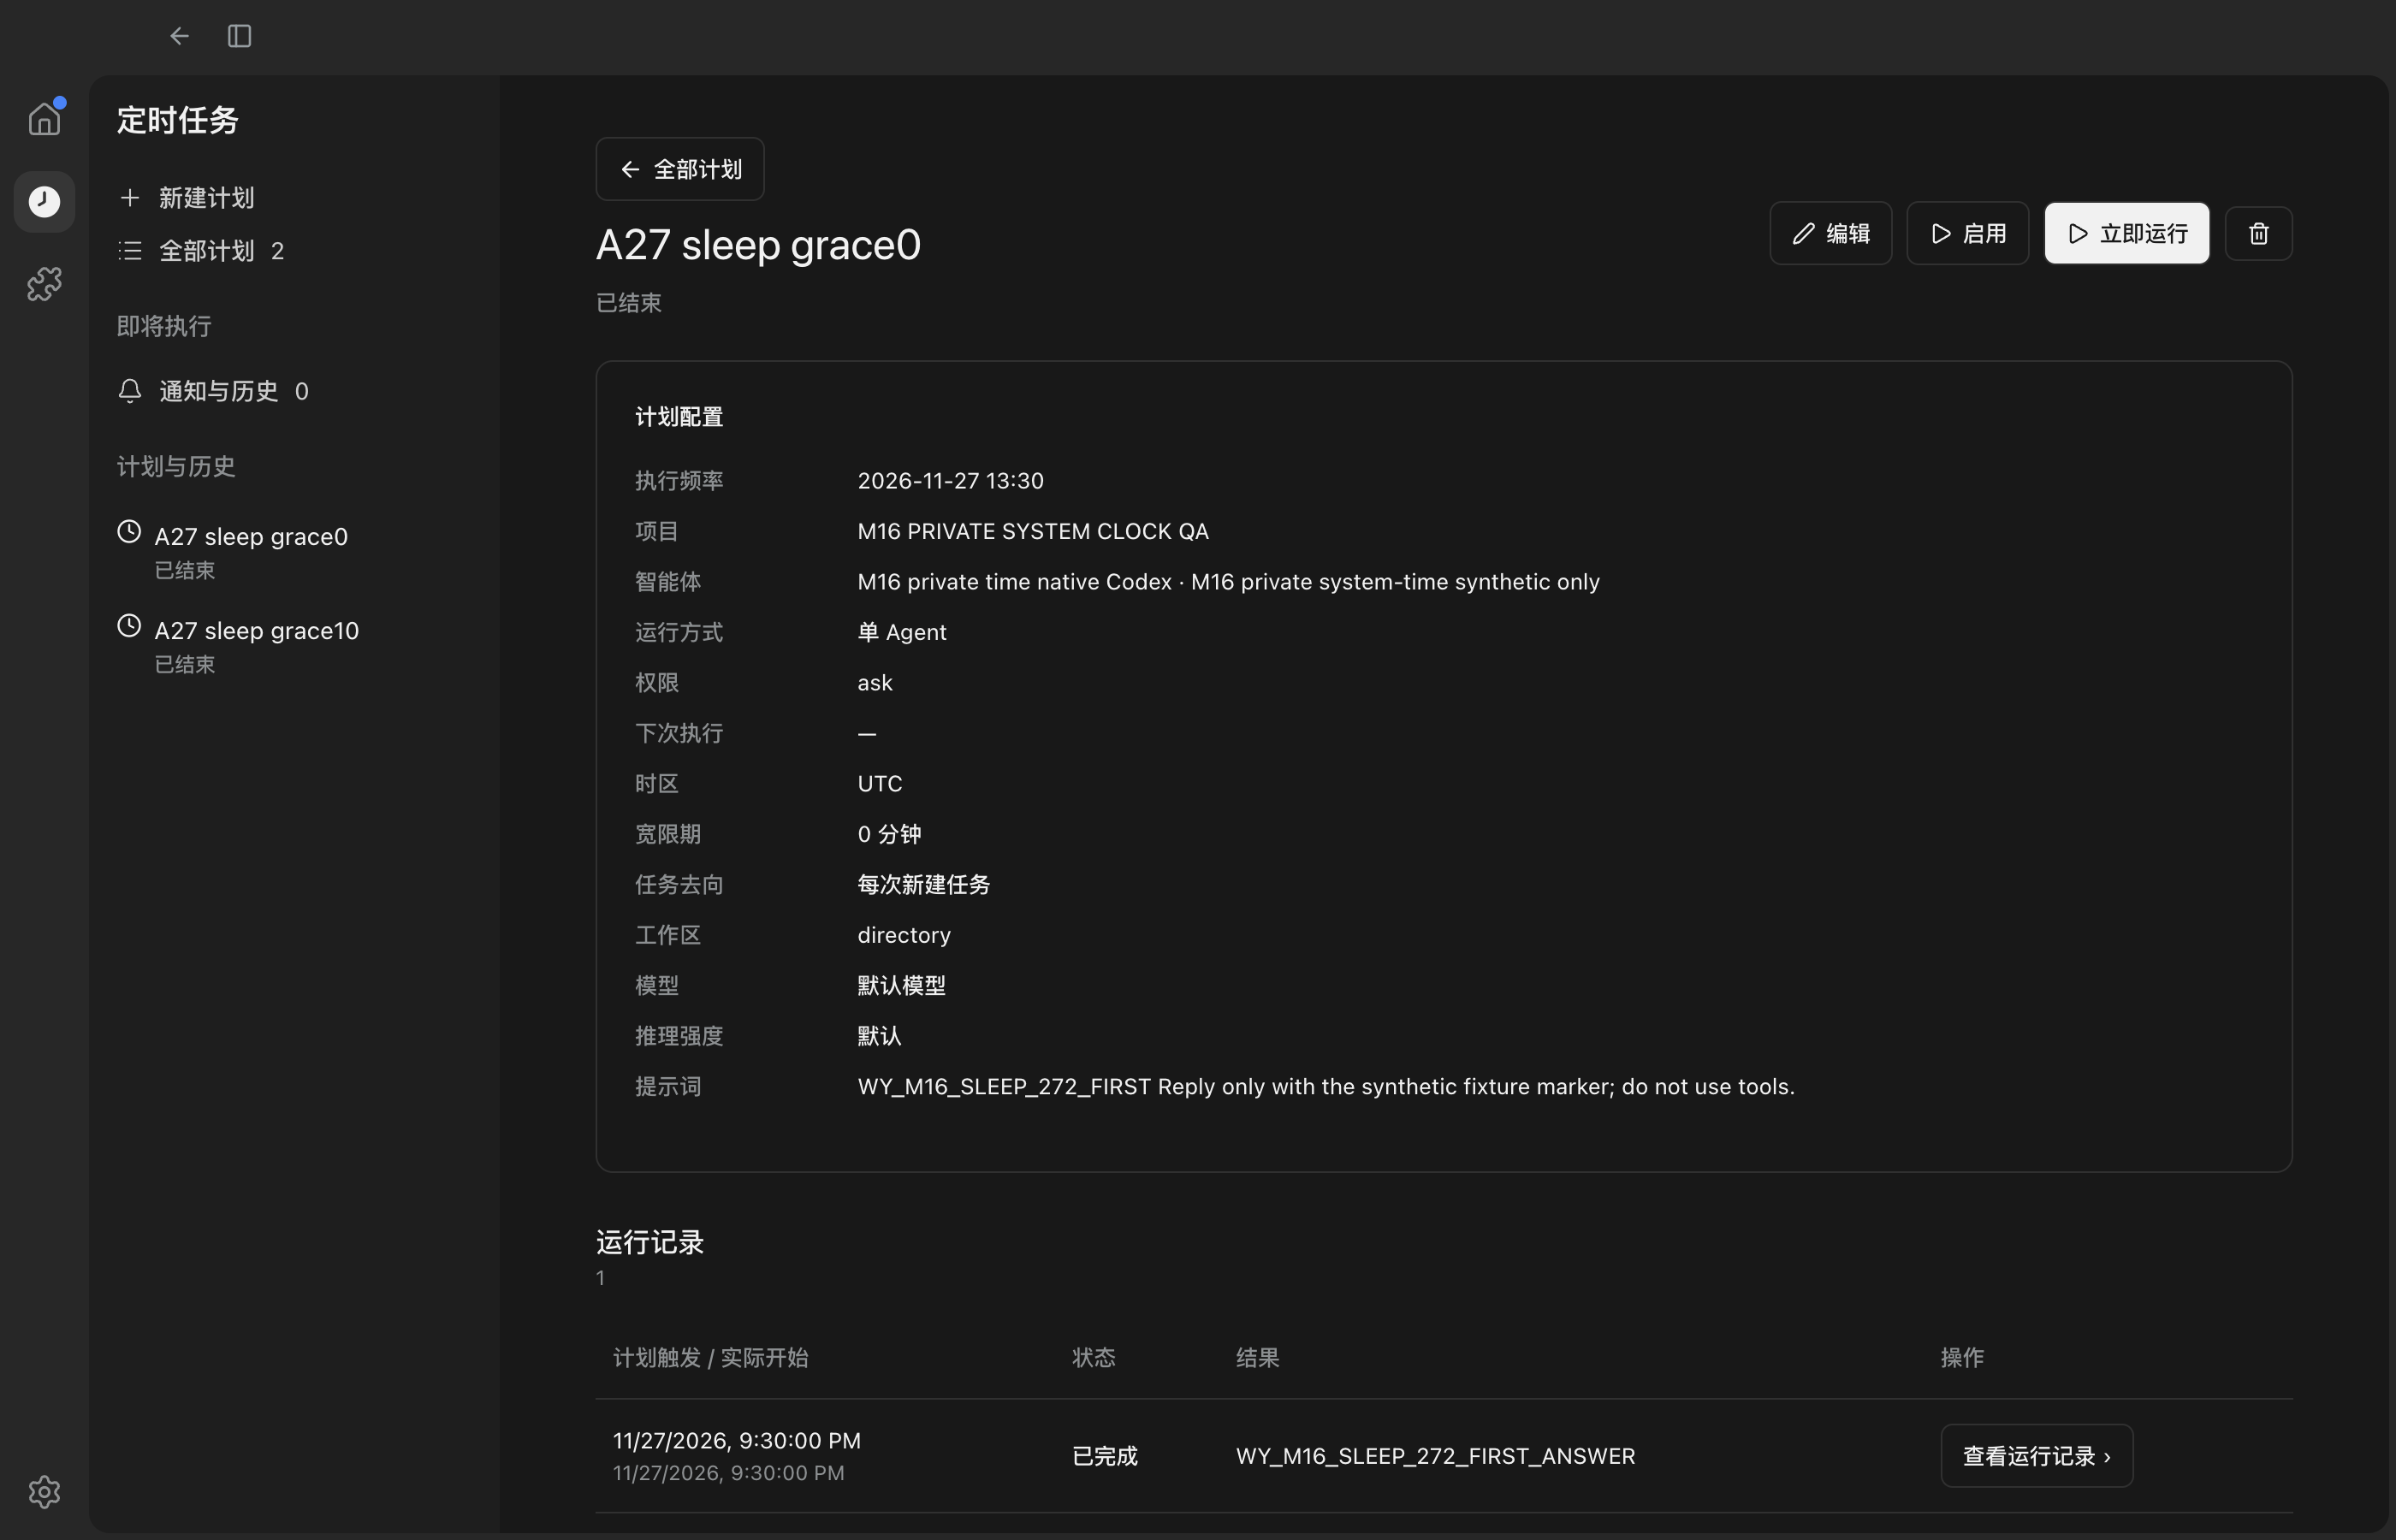 定时任务
新建计划
全部计划 2
即将执行
通知与历史 0
计划与历史
A27 sleep grace0
已结束
A27 sleep grace10
已结束
全部计划
A27 sleep grace0
已结束
编辑
启用
立即运行
计划配置
执行频率 2026-11-27 13:30
项目 M16 PRIVATE SYSTEM CLOCK QA
智能体 M16 private time native Codex · M16 private system-time synthetic only
运行方式 单 Agent
权限 ask
下次执行 —
时区 UTC
宽限期 0 分钟
任务去向 每次新建任务
工作区 directory
模型 默认模型
推理强度 默认
提示词 WY_M16_SLEEP_272_FIRST Reply only with the synthetic fixture marker; do not use tools.
运行记录
1
计划触发 / 实际开始 状态 结果 操作
11/27/2026, 9:30:00 PM
11/27/2026, 9:30:00 PM
已完成 WY_M16_SLEEP_272_FIRST_ANSWER 查看运行记录 ›